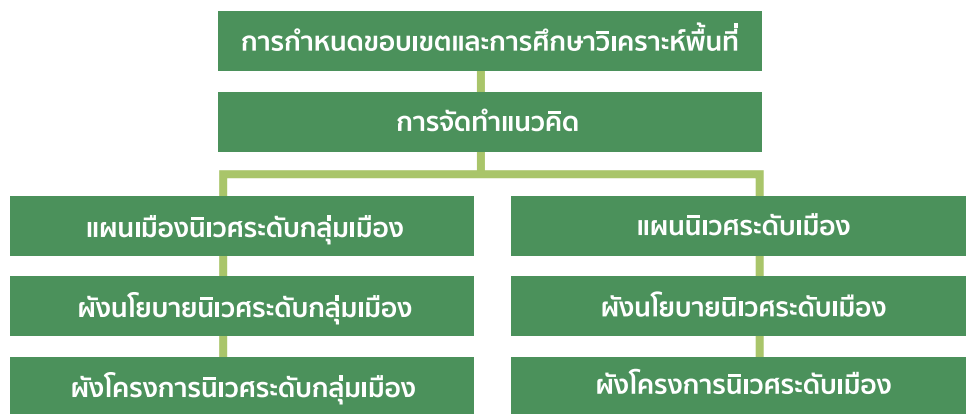 การกำหนดขอบเขตและการศึกษาวิเคราะห์พื้นที่
การจัดทำแนวคิด
แผนเมืองนิเวศระดับกลุ่มเมือง
แผนนิเวศระดับเมือง
ผังนโยบายนิเวศระดับกลุ่มเมือง
ผังนโยบายนิเวศระดับเมือง
ผังโครงการนิเวศระดับกลุ่มเมือง
ผังโครงการนิเวศระดับเมือง